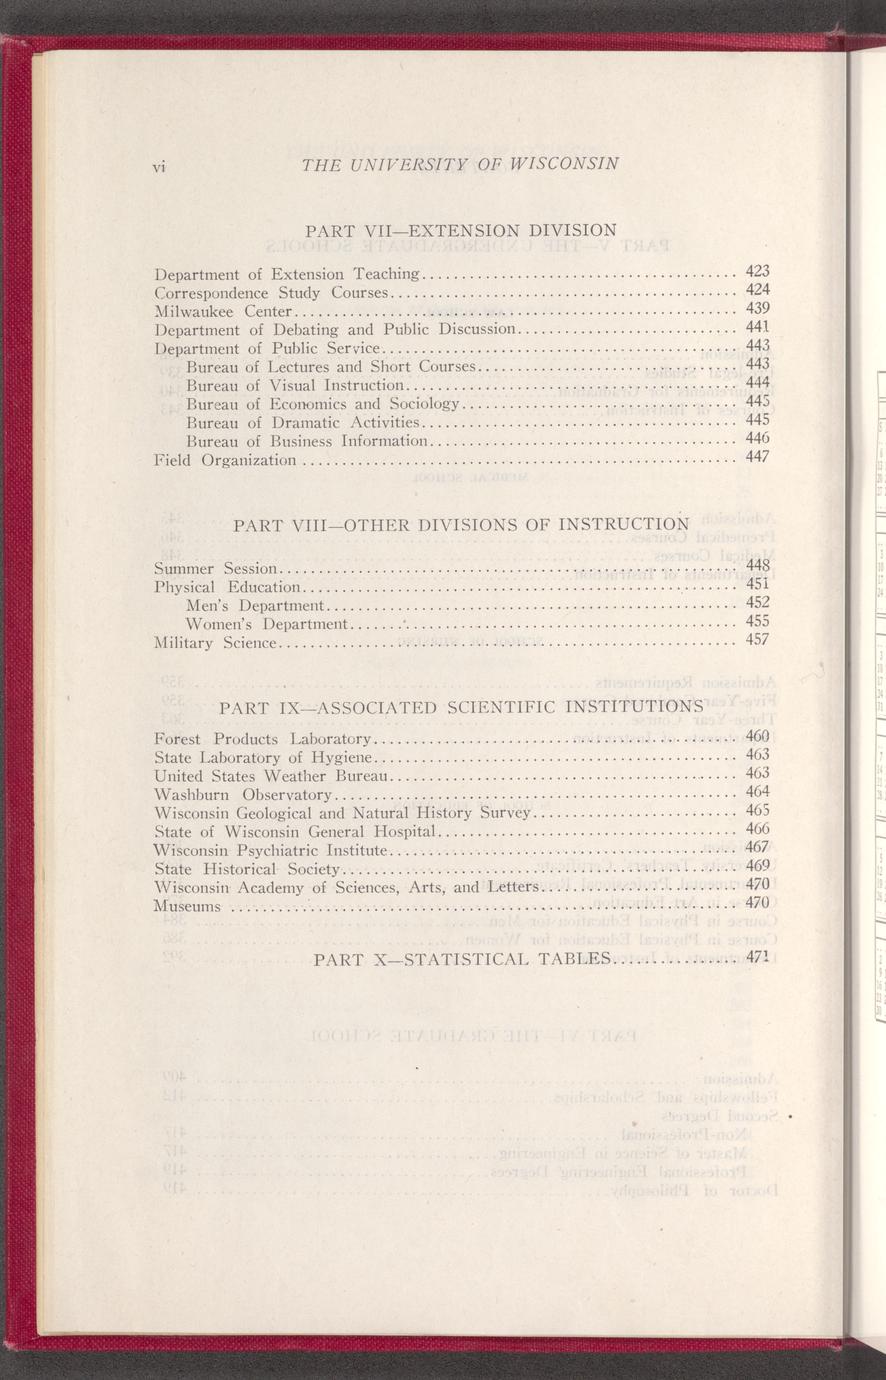 vi THE UNIVERSITY OF WISCONSIN
PART VII—EXTENSION DIVISION
Department of Extension Teaching........................................ 423
Correspondence Study Courses............................................ 424
Milwaukee Center........................................................ 439
Department of Debating and Public Discussion............................ 441
Department of Public Service............................................. 443
Bureau of Lectures and Short Courses................................. 443
Bureau of Visual Instruction.......................................... 444
Bureau of Economics and Sociology................................... 445
Bureau of Dramatic Activities........................................ 445
Bureau of Business Information....................................... 446
Field Organization ....................................................... 447
PART VIII—OTHER DIVISIONS OF INSTRUCTION
Summer Session.......................................................... 448
Physical Education....................................................... 451
Men's Department.................................................... 452
Women's Department................................................. 455
Military Science.......................................................... 457
PART IX—ASSOCIATED SCIENTIFIC INSTITUTIONS
Forest Products Laboratory.............................................. 460
State Laboratory of Hygiene.............................................. 463
United States Weather Bureau............................................ 463
Washburn Observatory................................................... 464
Wisconsin Geological and Natural History Survey.......................... 465
State of Wisconsin General Hospital...................................... 466
Wisconsin Psychiatric Institute............................................ 467
State Historical Society.................................................. 469
Wisconsin Academy of Sciences, Arts, and Letters......................... 470
Museums ................................................................ 470
PART X—STATISTICAL TABLES................ 471